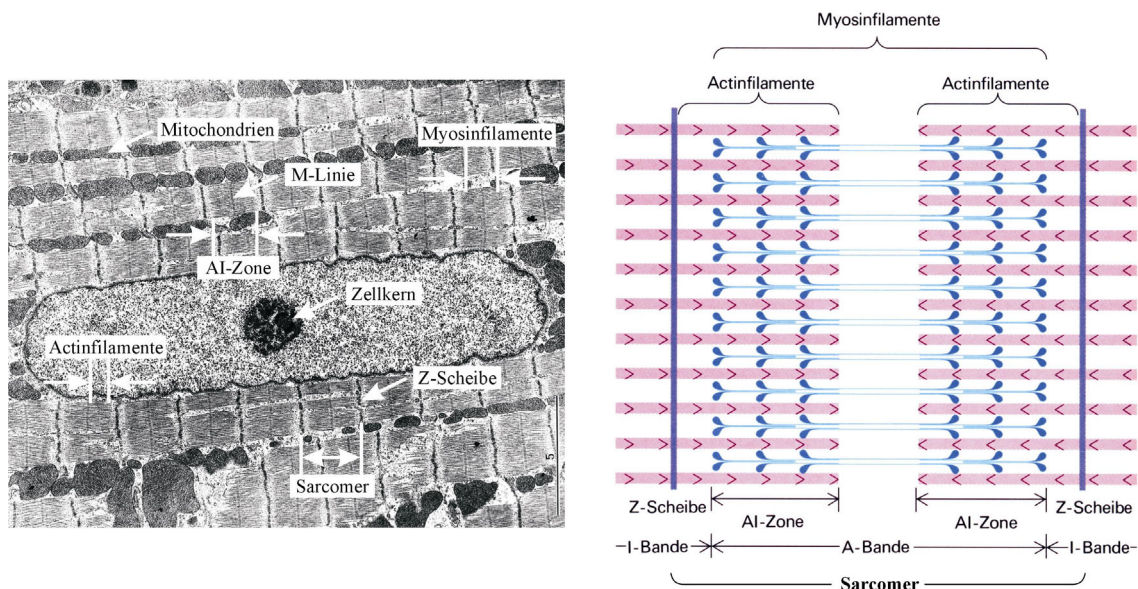 Mitochondrien
Myosinfilamente
M-Linie
AI-Zone
Zellkern
Actinfilamente
Z-Scheibe
Sarcomer
5
Myosinfilamente
Actinfilamente Actinfilamente
Z-Scheibe AI-Zone AI-Zone Z-Scheibe
I-Bande A-Bande I-Bande
Sarcomer